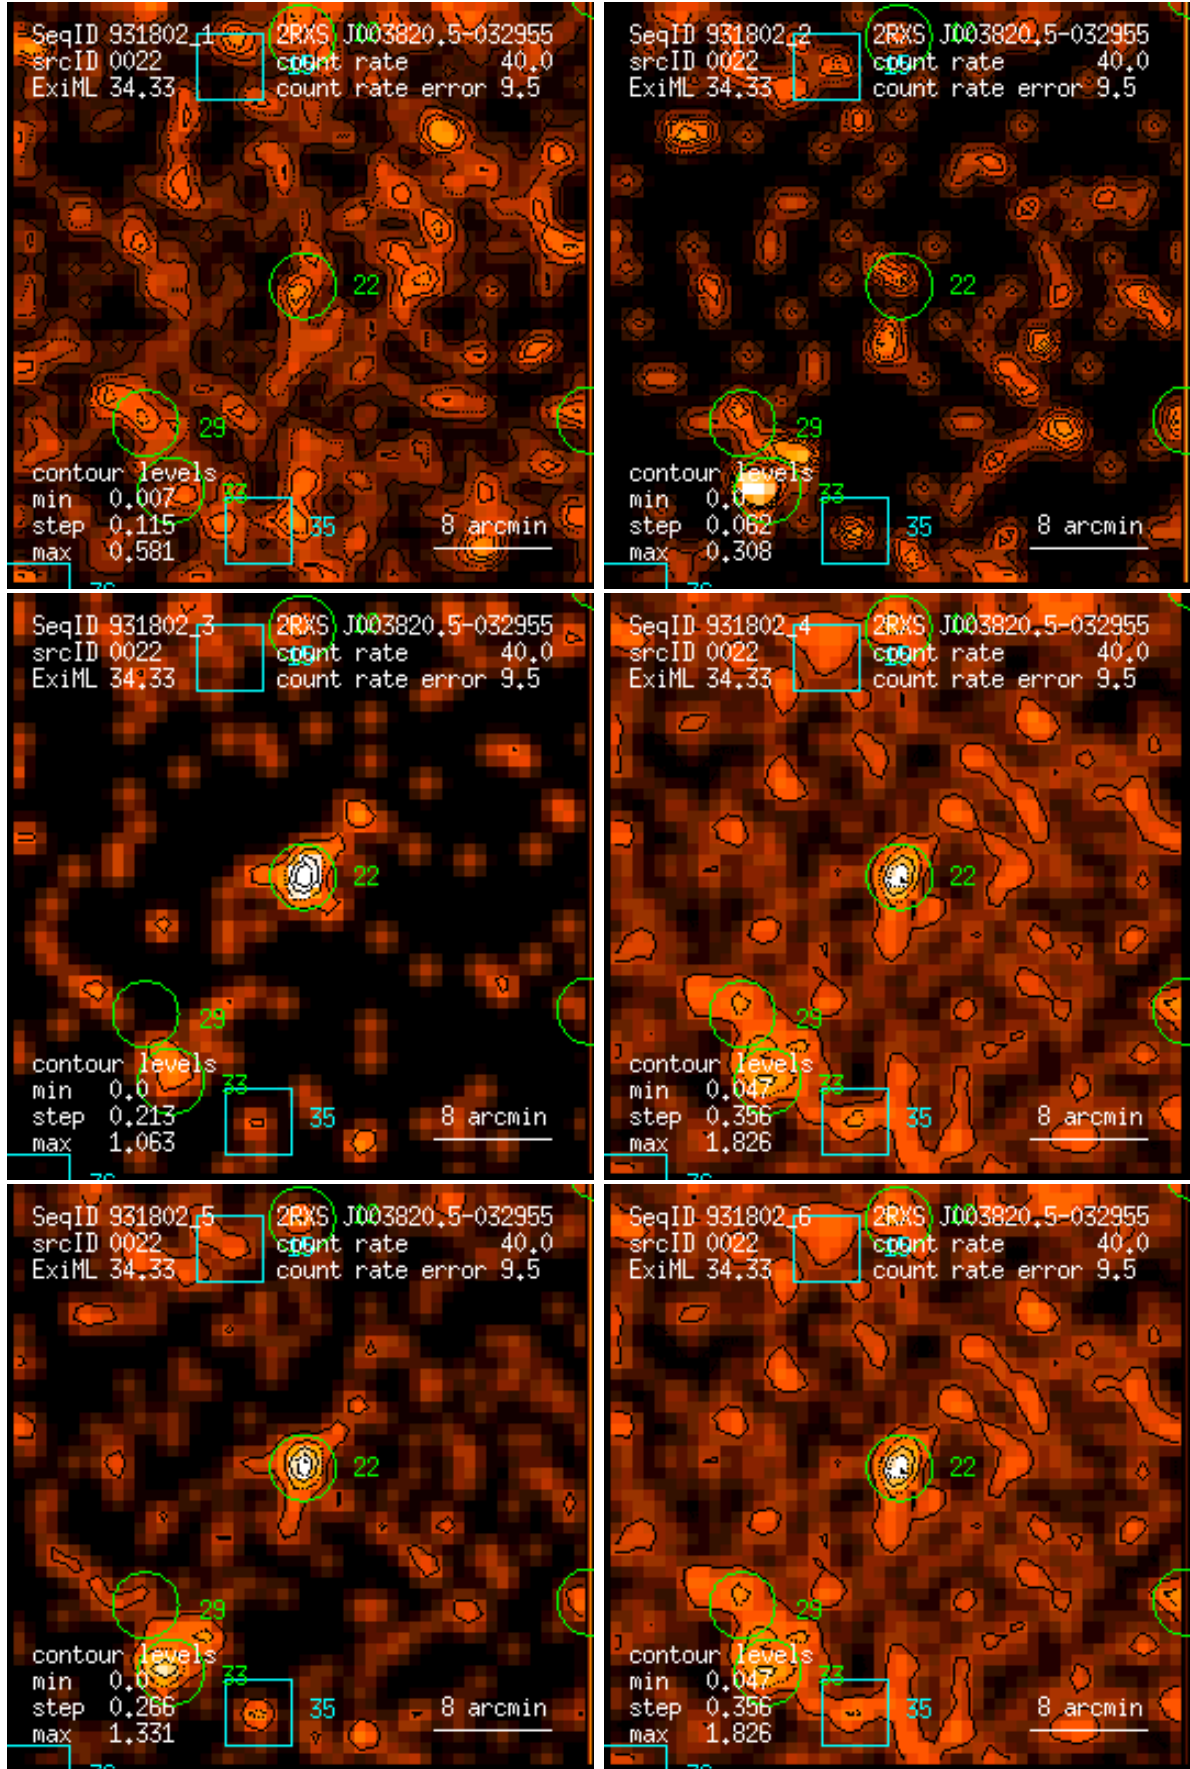 SeqID 931802_1 2RXS J003820.5-032955
srcID 0022 count rate 40.0
ExiML 34.33 count rate error 9.5
22
29
contour levels
min 0.007 33
step 0.115 35 8 arcmin
max 0.581
SeqID 931802_2 2RXS J003820.5-032955
srcID 0022 count rate 40.0
ExiML 34.33 count rate error 9.5
22
29
contour levels
min 33
step 0.062 35 8 arcmin
max 0.308
SeqID 931802_3 2RXS J003820.5-032955
srcID 0022 count rate 40.0
ExiML 34.33 count rate error 9.5
22
29
contour levels
min 0.0 33
step 0.213 35 8 arcmin
max 1.063
SeqID 931802_4 2RXS J003820.5-032955
srcID 0022 count rate 40.0
ExiML 34.33 count rate error 9.5
22
29
contour levels
min 0.047 33
step 0.356 35 8 arcmin
max 1.826
SeqID 931802_5 2RXS J003820.5-032955
srcID 0022 count rate 40.0
ExiML 34.33 count rate error 9.5
22
29
contour levels
min 0.0 33
step 0.266 35 8 arcmin
max 1.331
SeqID 931802_6 2RXS J003820.5-032955
srcID 0022 count rate 40.0
ExiML 34.33 count rate error 9.5
22
29
contour levels
min 0.047 33
step 0.356 35 8 arcmin
max 1.826